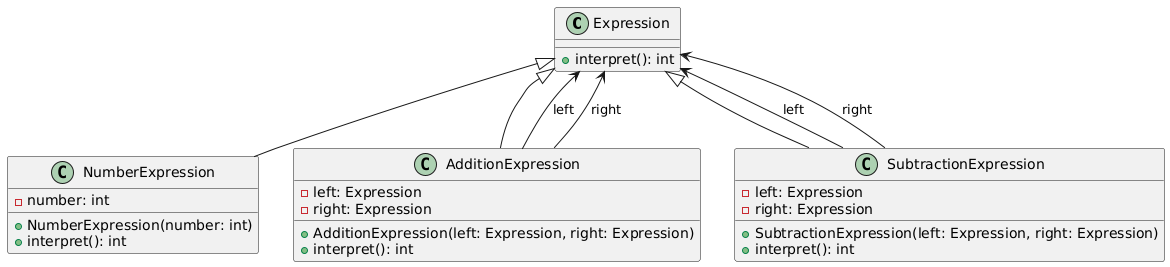 C Expression
interpret(): int
left
right
left
right
C NumberExpression
number: int
NumberExpression(number: int)
interpret(): int
C AdditionExpression
left: Expression
right: Expression
AdditionExpression(left: Expression, right: Expression)
interpret(): int
C SubtractionExpression
left: Expression
right: Expression
SubtractionExpression(left: Expression, right: Expression)
interpret(): int